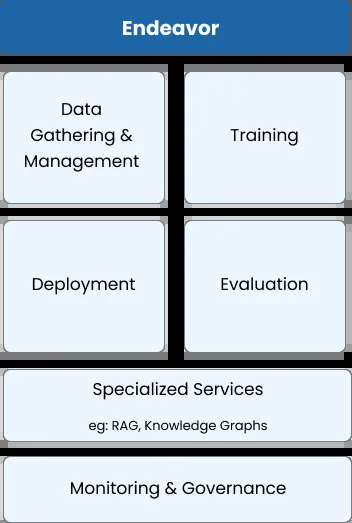 Endeavor
Data
Gathering &
Management
Training
Deployment
Evaluation
Specialized Services
eg: RAG, Knowledge Graphs
Monitoring & Governance